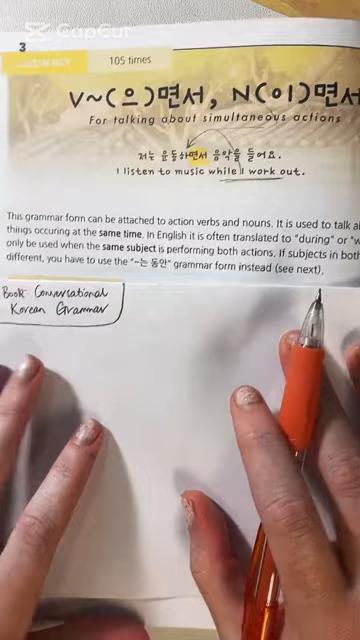 CapCut
3
105 times
V~(으)면서, N(이)면서
For talking about simultaneous actions
저는 운동하면서 음악을 들어요.
I listen to music while I work out.
This grammar form can be attached to action verbs and nouns. It is used to talk
things occuring at the same time. In English it is often translated to "during" or
only be used when the same subject is performing both actions. If subjects in both
different, you have to use the "~는 동안" grammar form instead (see next).
Book: Conversational
Korean Grammar